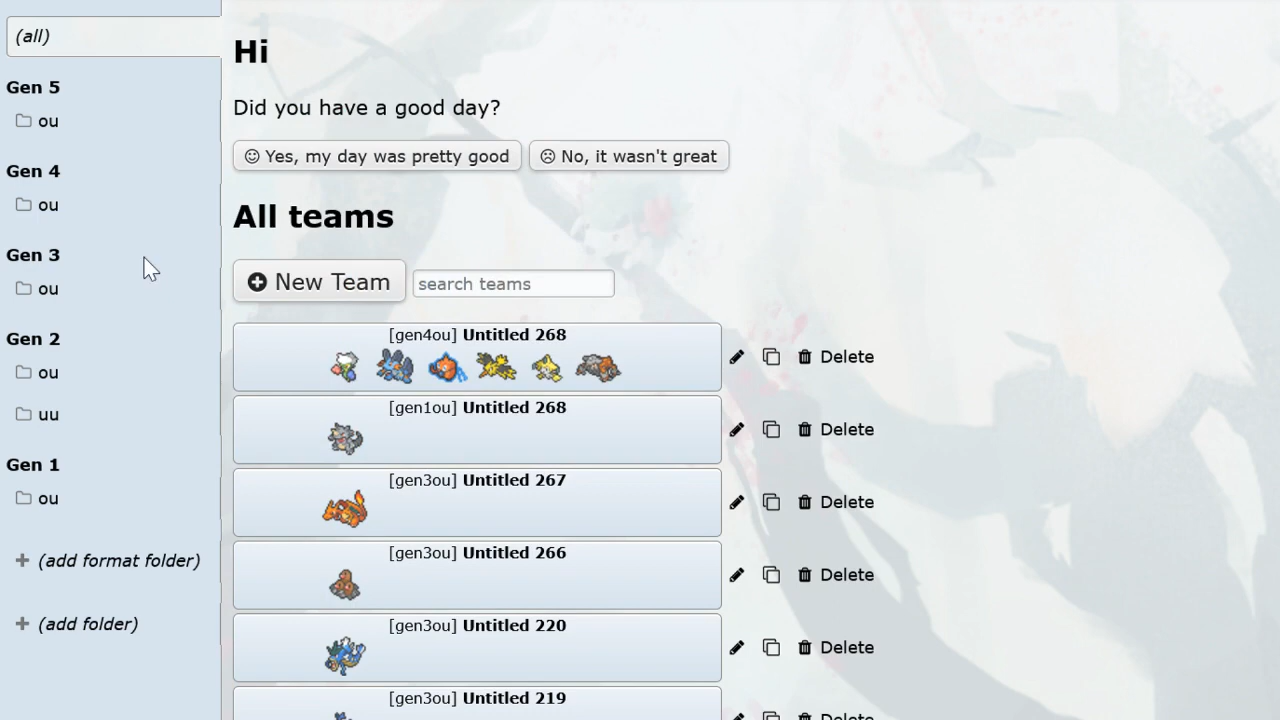 (all)
Gen 5
ou
Gen 4
ou
Gen 3
ou
Gen 2
ou
uu
Gen 1
ou
(add format folder)
(add folder)
Hi
Did you have a good day?
Yes, my day was pretty good No, it wasn't great
All teams
New Team search teams
[gen4ou] Untitled 268
Delete
[gen1ou] Untitled 268
Delete
[gen3ou] Untitled 267
Delete
[gen3ou] Untitled 266
Delete
[gen3ou] Untitled 220
Delete
[gen3ou] Untitled 219
Delete